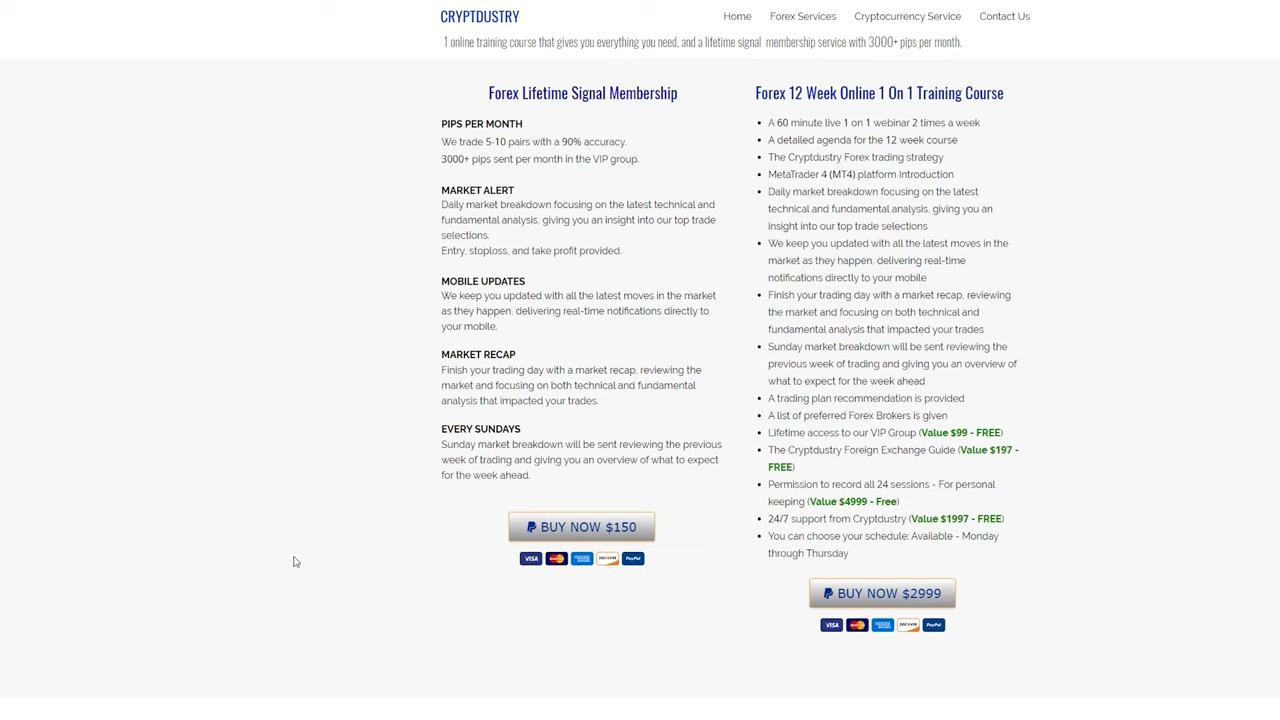 CRYPTDUSTRY
Home Forex Services Cryptocurrency Service Contact Us
1 online training course that gives you everything you need, and a lifetime signal membership service with 3000+ pips per month.
Forex Lifetime Signal Membership
PIPS PER MONTH
We trade 5-10 pairs with a 90% accuracy.
3000+ pips sent per month in the VIP group.
MARKET ALERT
Daily market breakdown focusing on the latest technical and
fundamental analysis, giving you an insight into our top trade
selections.
Entry, stoploss, and take profit provided.
MOBILE UPDATES
We keep you updated with all the latest moves in the market
as they happen, delivering real-time notifications directly to
your mobile.
MARKET RECAP
Finish your trading day with a market recap, reviewing the
market and focusing on both technical and fundamental
analysis that impacted your trades.
EVERY SUNDAYS
Sunday market breakdown will be sent reviewing the previous
week of trading and giving you an overview of what to expect
for the week ahead.
BUY NOW $150
VISA MasterCard AMERICAN EXPRESS DISCOVER PayPal
Forex 12 Week Online 1 On 1 Training Course
• A 60 minute live 1 on 1 webinar 2 times a week
• A detailed agenda for the 12 week course
• The Cryptdustry Forex trading strategy
• MetaTrader 4 (MT4) platform Introduction
• Daily market breakdown focusing on the latest
technical and fundamental analysis, giving you an
insight into our top trade selections
• We keep you updated with all the latest moves in the
market as they happen, delivering real-time
notifications directly to your mobile
• Finish your trading day with a market recap, reviewing
the market and focusing on both technical and
fundamental analysis that impacted your trades
• Sunday market breakdown will be sent reviewing the
previous week of trading and giving you an overview of
what to expect for the week ahead
• A trading plan recommendation is provided
• A list of preferred Forex Brokers is given
• Lifetime access to our VIP Group (Value $99 - FREE)
• The Cryptdustry Foreign Exchange Guide (Value $197 -
FREE)
• Permission to record all 24 sessions - For personal
keeping (Value $4999 - Free)
• 24/7 support from Cryptdustry (Value $1997 - FREE)
• You can choose your schedule: Available - Monday
through Thursday
BUY NOW $2999
VISA MasterCard AMERICAN EXPRESS DISCOVER PayPal